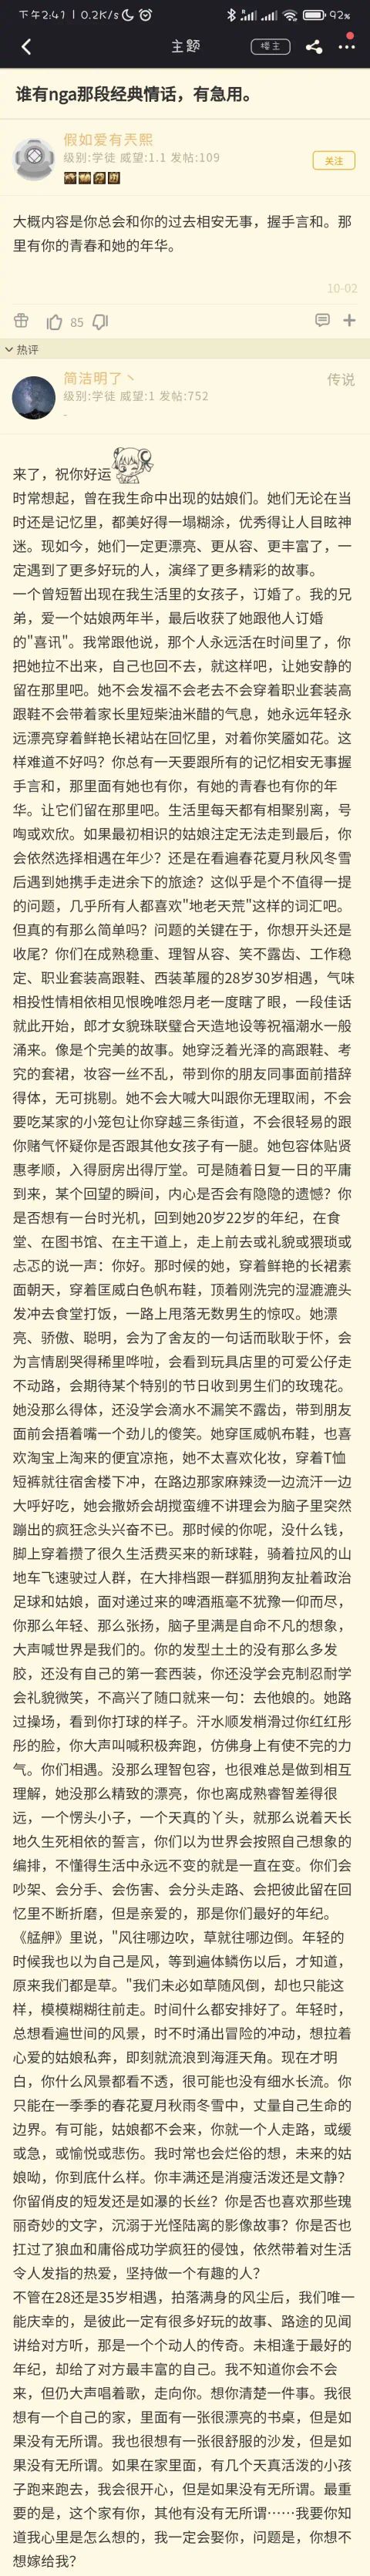 下午2:41 | 0.2K/s
92%
主题
楼主
谁有nga那段经典情话，有急用。
假如爱有兲熙
级别:学徒 威望:1.1 发帖:109
关注
大概内容是你总会和你的过去相安无事，握手言和。那
里有你的青春和她的年华。
10-02
85
热评
简洁明了丶
传说
级别:学徒 威望:1 发帖:752
-
来了，祝你好运
时常想起，曾在我生命中出现的姑娘们。她们无论在当
时还是记忆里，都美好得一塌糊涂，优秀得让人目眩神
迷。现如今，她们一定更漂亮、更从容、更丰富了，一
定遇到了更多好玩的人，演绎了更多精彩的故事。
一个曾短暂出现在我生活里的女孩子，订婚了。我的兄
弟，爱一个姑娘两年半，最后收获了她跟他人订婚
的"喜讯"。我常跟他说，那个人永远活在时间里了，你
把她拉不出来，自己也回不去，就这样吧，让她安静的
留在那里吧。她不会发福不会老去不会穿着职业套装高
跟鞋不会带着家长里短柴油米醋的气息，她永远年轻永
远漂亮穿着鲜艳长裙站在回忆里，对着你笑靥如花。这
样难道不好吗？你总有一天要跟所有的记忆相安无事握
手言和，那里面有她也有你，有她的青春也有你的年
华。让它们留在那里吧。生活里每天都有相聚别离，号
啕或欢欣。如果最初相识的姑娘注定无法走到最后，你
会依然选择相遇在年少？还是在看遍春花夏月秋风冬雪
后遇到她携手走进余下的旅途？这似乎是个不值得一提
的问题，几乎所有人都喜欢"地老天荒"这样的词汇吧。
但真的有那么简单吗？问题的关键在于，你想开头还是
收尾？你们在成熟稳重、理智从容、笑不露齿、工作稳
定、职业套装高跟鞋、西装革履的28岁30岁相遇，气味
相投性情相依相见恨晚唯怨月老一度瞎了眼，一段佳话
就此开始，郎才女貌珠联璧合天造地设等祝福潮水一般
涌来。像是个完美的故事。她穿泛着光泽的高跟鞋、考
究的套裙，妆容一丝不乱，带到你的朋友同事面前措辞
得体，无可挑剔。她不会大喊大叫跟你无理取闹，不会
要吃某家的小笼包让你穿越三条街道，不会很轻易的跟
你赌气怀疑你是否跟其他女孩子有一腿。她包容体贴贤
惠孝顺，入得厨房出得厅堂。可是随着日复一日的平庸
到来，某个回望的瞬间，内心是否会有隐隐的遗憾？你
是否想有一台时光机，回到她20岁22岁的年纪，在食
堂、在图书馆、在主干道上，走上前去或礼貌或猥琐或
忐忑的说一声：你好。那时候的她，穿着鲜艳的长裙素
面朝天，穿着匡威白色帆布鞋，顶着刚洗完的湿漉漉头
发冲去食堂打饭，一路上甩落无数男生的惊叹。她漂
亮、骄傲、聪明，会为了舍友的一句话而耿耿于怀，会
为言情剧哭得稀里哗啦，会看到玩具店里的可爱公仔走
不动路，会期待某个特别的节日收到男生们的玫瑰花。
她没那么得体，还没学会滴水不漏笑不露齿，带到朋友
面前会捂着嘴一个劲儿的傻笑。她穿匡威帆布鞋，也喜
欢淘宝上淘来的便宜凉拖，她不太喜欢化妆，穿着T恤
短裤就往宿舍楼下冲，在路边那家麻辣烫一边流汗一边
大呼好吃，她会撒娇会胡搅蛮缠不讲理会为脑子里突然
蹦出的疯狂念头兴奋不已。那时候的你呢，没什么钱，
脚上穿着攒了很久生活费买来的新球鞋，骑着拉风的山
地车飞速驶过人群，在大排档跟一群狐朋狗友扯着政治
足球和姑娘，面对递过来的啤酒瓶毫不犹豫一仰而尽，
你那么年轻、那么张扬，脑子里满是自命不凡的想象，
大声喊世界是我们的。你的发型土土的没有那么多发
胶，还没有自己的第一套西装，你还没学会克制忍耐学
会礼貌微笑，不高兴了随口就来一句：去他娘的。她路
过操场，看到你打球的样子。汗水顺发梢滑过你红红彤
彤的脸，你大声叫喊积极奔跑，仿佛身上有使不完的力
气。你们相遇。没那么理智包容，也很难总是做到相互
理解，她没那么精致的漂亮，你也离成熟睿智差得很
远，一个愣头小子，一个天真的丫头，就那么说着天长
地久生死相依的誓言，你们以为世界会按照自己想象的
编排，不懂得生活中永远不变的就是一直在变。你们会
吵架、会分手、会伤害、会分头走路、会把彼此留在回
忆里不断折磨，但是亲爱的，那是你们最好的年纪。
《艋舺》里说，"风往哪边吹，草就往哪边倒。年轻的
时候我也以为自己是风，等到遍体鳞伤以后，才知道，
原来我们都是草。"我们未必如草随风倒，却也只能这
样，模模糊糊往前走。时间什么都安排好了。年轻时，
总想看遍世间的风景，时不时涌出冒险的冲动，想拉着
心爱的姑娘私奔，即刻就流浪到海涯天角。现在才明
白，你什么风景都看不透，很可能也没有细水长流。你
只能在一季季的春花夏月秋雨冬雪中，丈量自己生命的
边界。有可能，姑娘都不会来，你就一个人走路，或缓
或急，或愉悦或悲伤。我时常也会烂俗的想，未来的姑
娘呦，你到底什么样。你丰满还是消瘦活泼还是文静？
你留俏皮的短发还是如瀑的长丝？你是否也喜欢那些瑰
丽奇妙的文字，沉溺于光怪陆离的影像故事？你是否也
扛过了狼血和庸俗成功学疯狂的侵蚀，依然带着对生活
令人发指的热爱，坚持做一个有趣的人？
不管在28还是35岁相遇，拍落满身的风尘后，我们唯一
能庆幸的，是彼此一定有很多好玩的故事、路途的见闻
讲给对方听，那是一个个动人的传奇。未相逢于最好的
年纪，却给了对方最丰富的自己。我不知道你会不会
来，但仍大声唱着歌，走向你。想你清楚一件事。我很
想有一个自己的家，里面有一张很漂亮的书桌，但是如
果没有无所谓。我也很想有一张很舒服的沙发，但是如
果没有无所谓。如果在家里面，有几个天真活泼的小孩
子跑来跑去，我会很开心，但是如果没有无所谓。最重
要的是，这个家有你，其他有没有无所谓……我要你知
道我心里是怎么想的，我一定会娶你，问题是，你想不
想嫁给我？